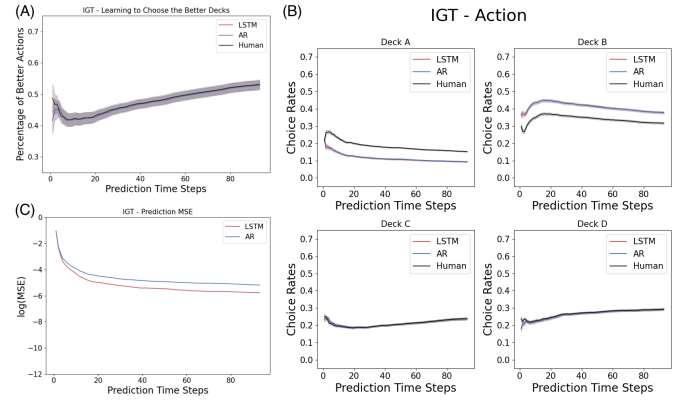 (A)
IGT - Learning to Choose the Better Decks
LSTM
AR
Human
Percentage of Better Actions
0.7
0.6
0.5
0.4
0.3
0 20 40 60 80
Prediction Time Steps
(B)
IGT - Action
Deck A
LSTM
AR
Human
Choice Rates
0.7
0.6
0.5
0.4
0.3
0.2
0.1
0.0
0 20 40 60 80
Prediction Time Steps
Deck B
LSTM
AR
Human
Choice Rates
0.7
0.6
0.5
0.4
0.3
0.2
0.1
0.0
0 20 40 60 80
Prediction Time Steps
(C)
IGT - Prediction MSE
LSTM
AR
log(MSE)
0
−2
−4
−6
−8
−10
−12
0 20 40 60 80
Prediction Time Steps
Deck C
LSTM
AR
Human
Choice Rates
0.7
0.6
0.5
0.4
0.3
0.2
0.1
0.0
0 20 40 60 80
Prediction Time Steps
Deck D
LSTM
AR
Human
Choice Rates
0.7
0.6
0.5
0.4
0.3
0.2
0.1
0.0
0 20 40 60 80
Prediction Time Steps